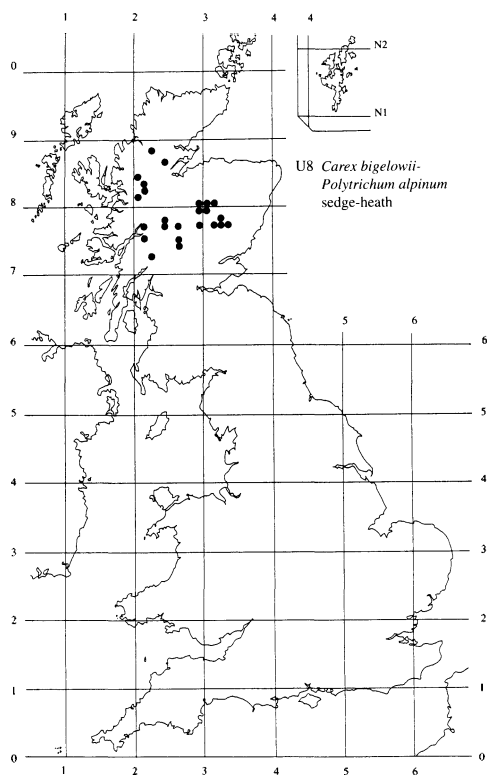 1 2 3 4
4
N2
N1
0
9
8
7
U8 Carex bigelowii-
Polytrichum alpinum
sedge-heath
5 6
6 6
5 5
4 4
3 3
2 2
1 1
0 0
1 2 3 4 5 6